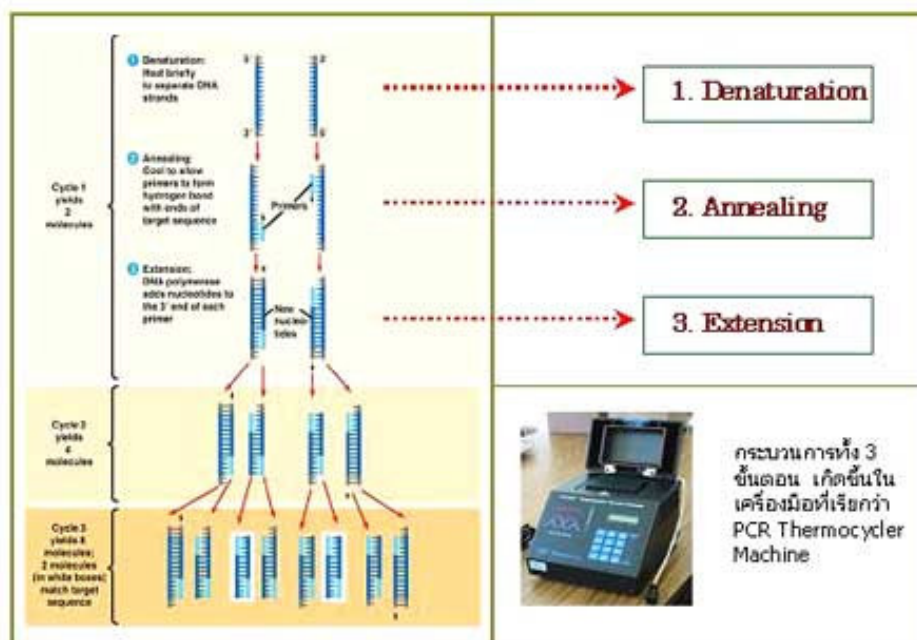 1 Denaturation:
Heat briefly
to separate DNA
strands
2 Annealing:
Cool to allow
primers to form
hydrogen bond
with ends of
target sequence
3 Extension:
DNA polymerase
adds nucleotides to
the 3' end of each
primer
Cycle 1
yields
2
molecules
Primers
New
nucleo-
tides
Cycle 2
yields
4
molecules
Cycle 3
yields 8
molecules;
2 molecules
(in white boxes;
match target
sequence
1. Denaturation
2. Annealing
3. Extension
กระบวนการทั้ง 3
ขั้นตอน เกิดขึ้นใน
เครื่องมือที่เรียกว่า
PCR Thermocycler
Machine